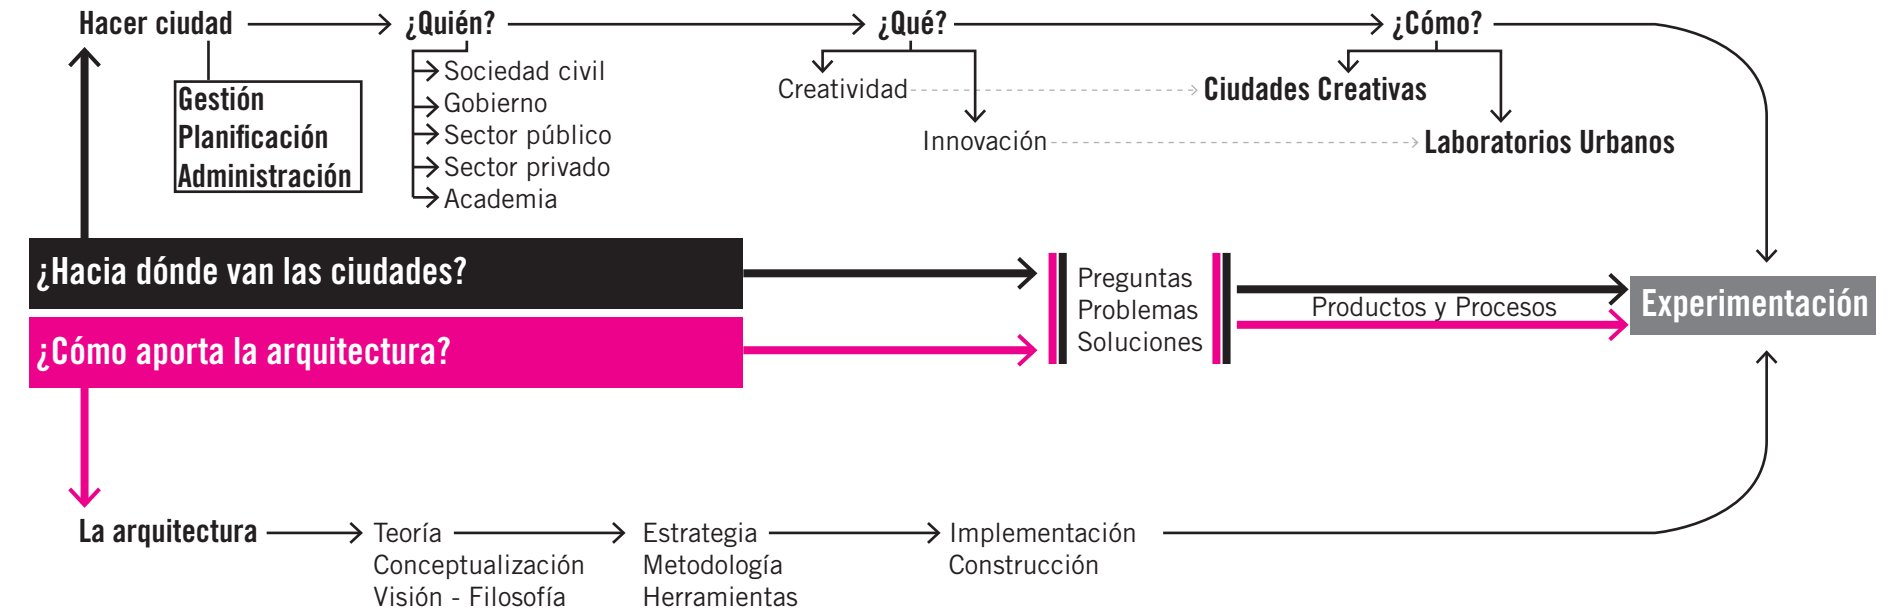 Hacer ciudad
¿Quién?
¿Qué?
¿Cómo?
Gestión
Planificación
Administración
Sociedad civil
Gobierno
Sector público
Sector privado
Academia
Creatividad
Innovación
Ciudades Creativas
Laboratorios Urbanos
¿Hacia dónde van las ciudades?
¿Cómo aporta la arquitectura?
Preguntas
Problemas
Soluciones
Productos y Procesos
Experimentación
La arquitectura
Teoría
Conceptualización
Visión - Filosofía
Estrategia
Metodología
Herramientas
Implementación
Construcción